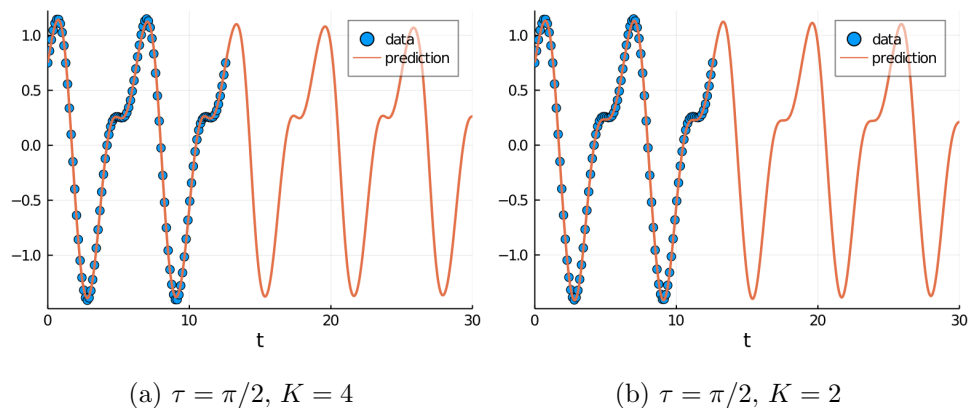 1.0
0.5
0.0
−0.5
−1.0
0
10
20
30
t
data
prediction
(a) τ = π/2, K = 4
1.0
0.5
0.0
−0.5
−1.0
0
10
20
30
t
data
prediction
(b) τ = π/2, K = 2